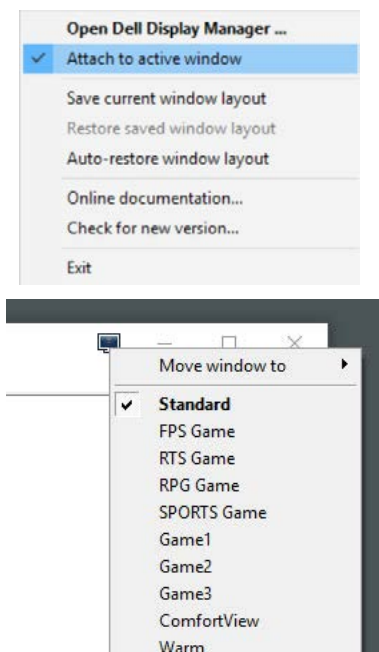 Open Dell Display Manager ...
Attach to active window
Save current window layout
Restore saved window layout
Auto-restore window layout
Online documentation...
Check for new version...
Exit
Move window to
Standard
FPS Game
RTS Game
RPG Game
SPORTS Game
Game1
Game2
Game3
ComfortView
Warm